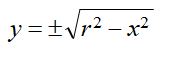 y = ±√(r² − x²)